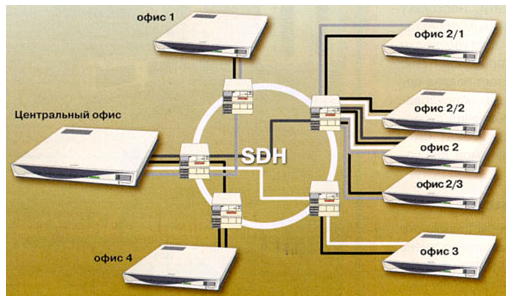 офис 1
офис 2/1
офис 2/2
Центральный офис
офис 2
SDH
офис 2/3
офис 4
офис 3